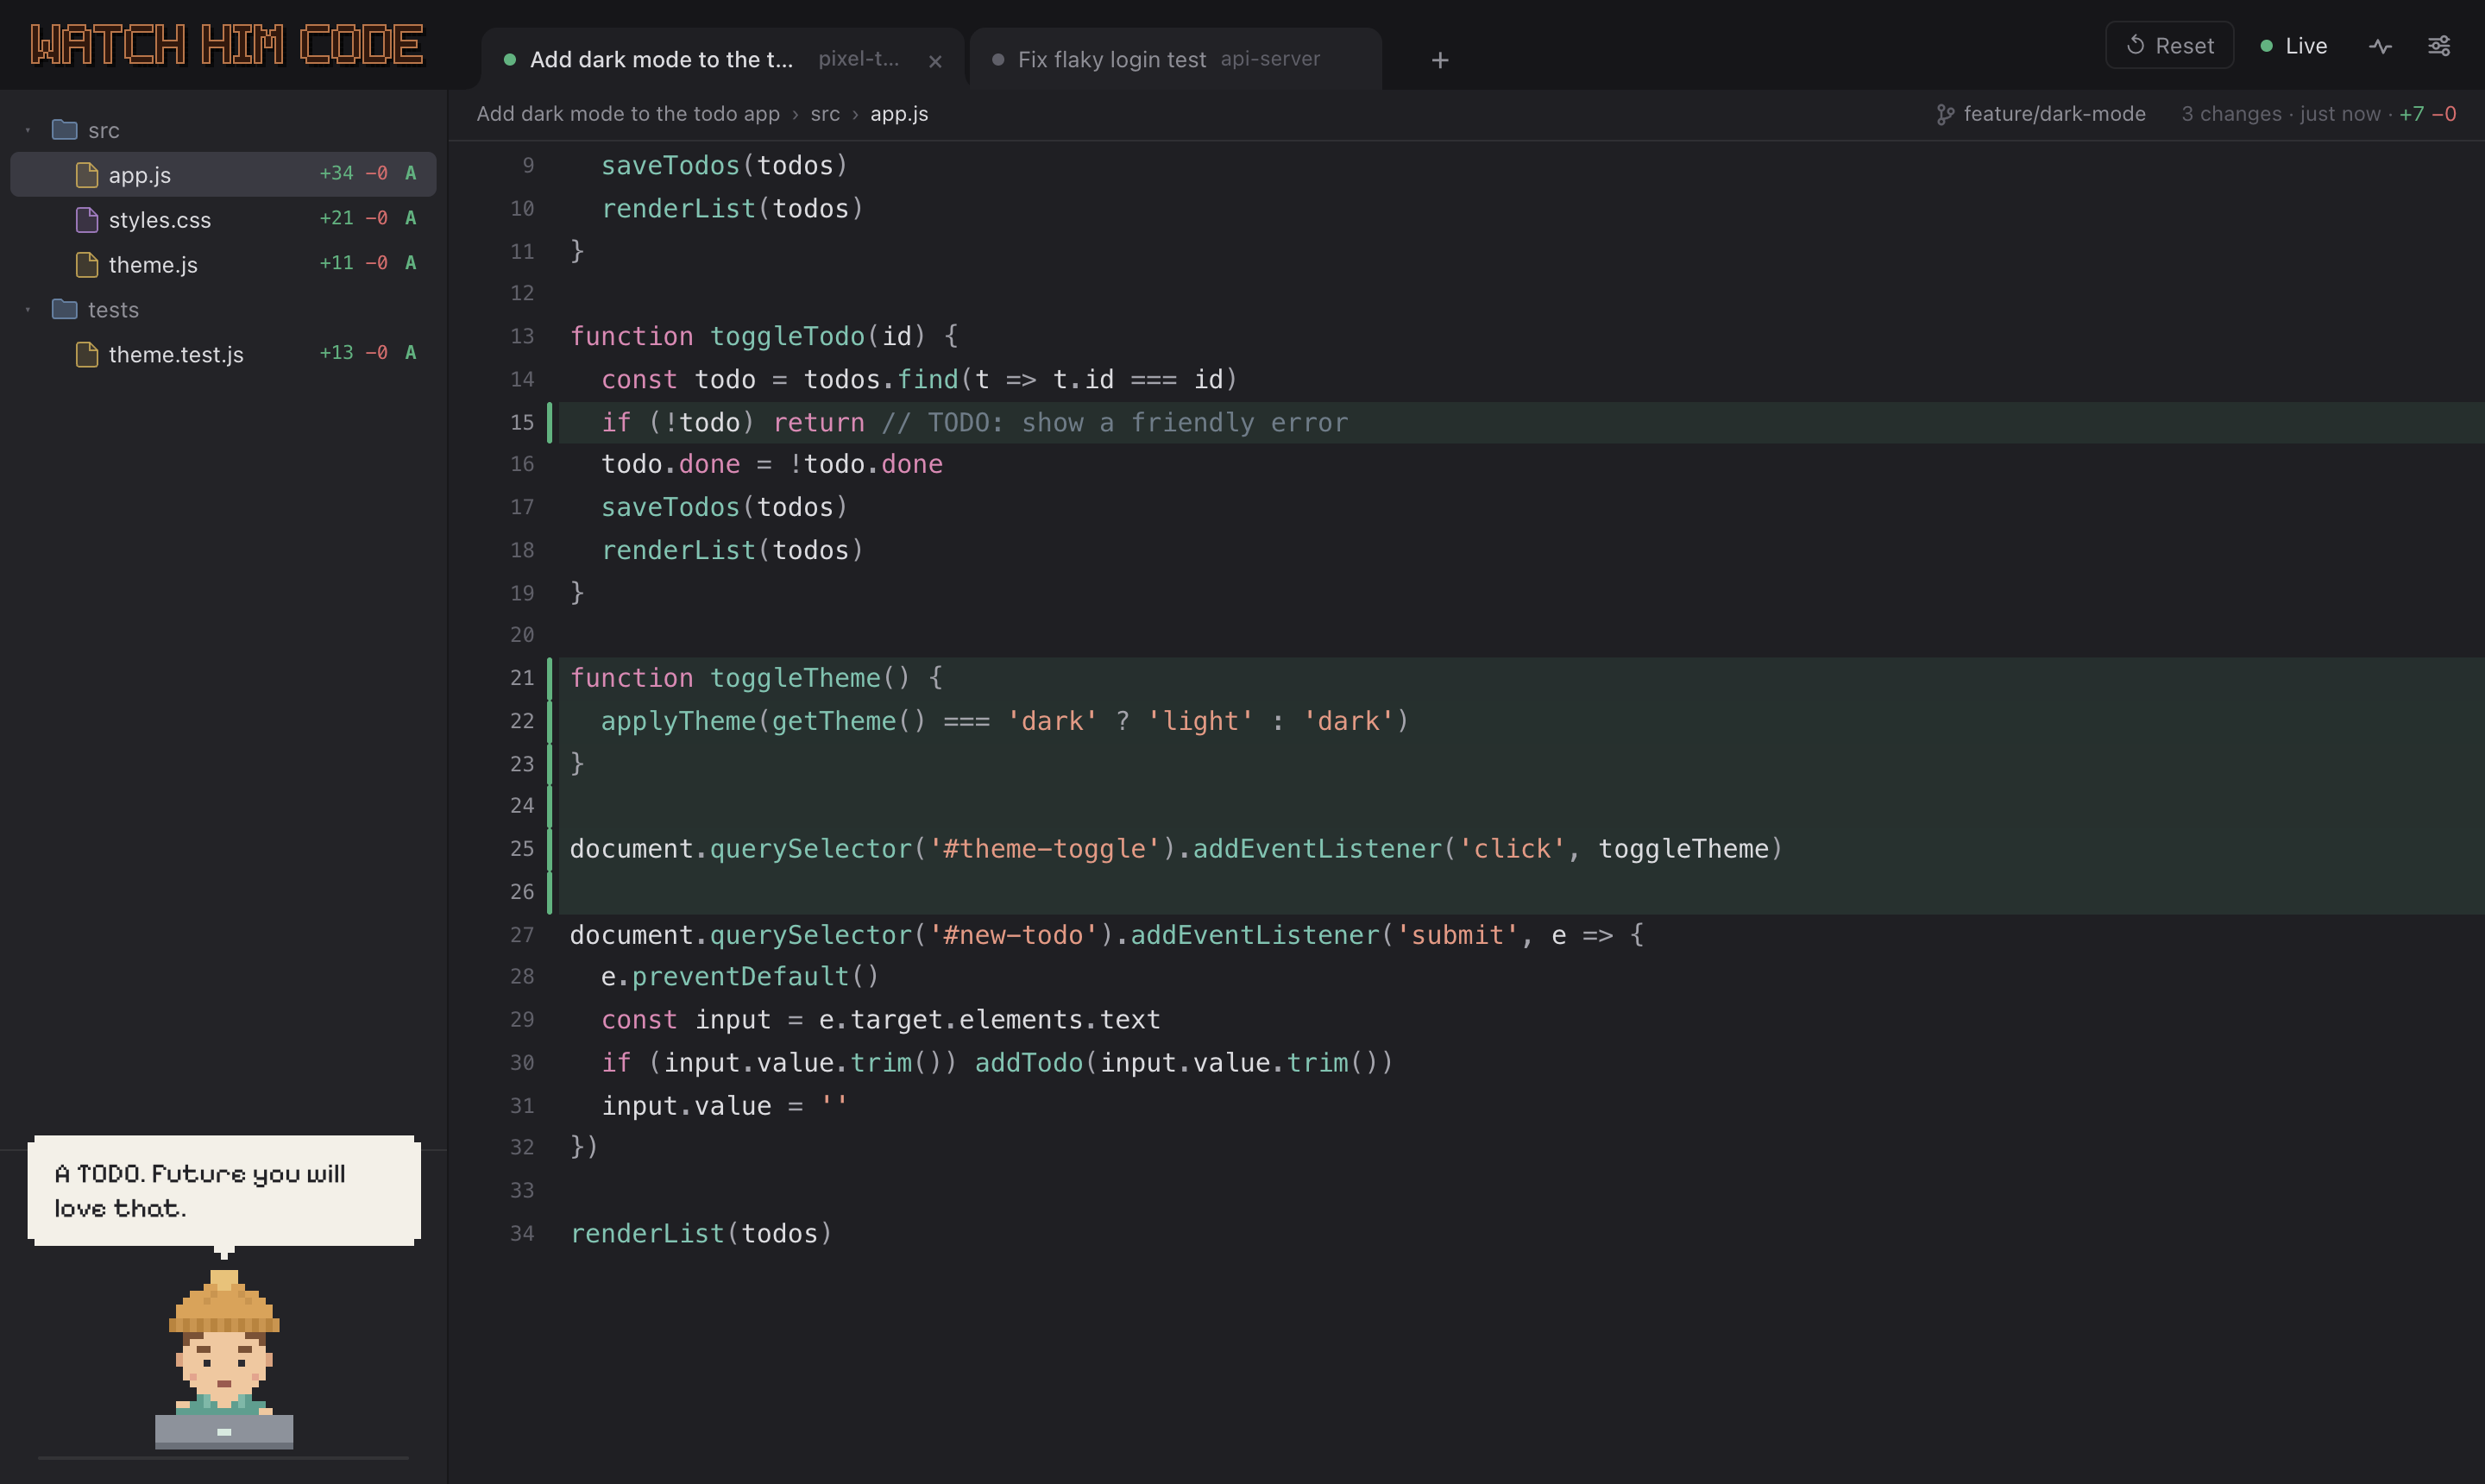 WATCH HIM CODE
Add dark mode to the t... pixel-t... ×
Fix flaky login test api-server
+
Reset
Live
src
app.js +34 −0 A
styles.css +21 −0 A
theme.js +11 −0 A
tests
theme.test.js +13 −0 A
Add dark mode to the todo app › src › app.js
feature/dark-mode
3 changes · just now · +7 −0
9   saveTodos(todos)
10   renderList(todos)
11 }
12
13 function toggleTodo(id) {
14   const todo = todos.find(t => t.id === id)
15   if (!todo) return // TODO: show a friendly error
16   todo.done = !todo.done
17   saveTodos(todos)
18   renderList(todos)
19 }
20
21 function toggleTheme() {
22   applyTheme(getTheme() === 'dark' ? 'light' : 'dark')
23 }
24
25 document.querySelector('#theme-toggle').addEventListener('click', toggleTheme)
26
27 document.querySelector('#new-todo').addEventListener('submit', e => {
28   e.preventDefault()
29   const input = e.target.elements.text
30   if (input.value.trim()) addTodo(input.value.trim())
31   input.value = ''
32 })
33
34 renderList(todos)
A TODO. Future you will
love that.